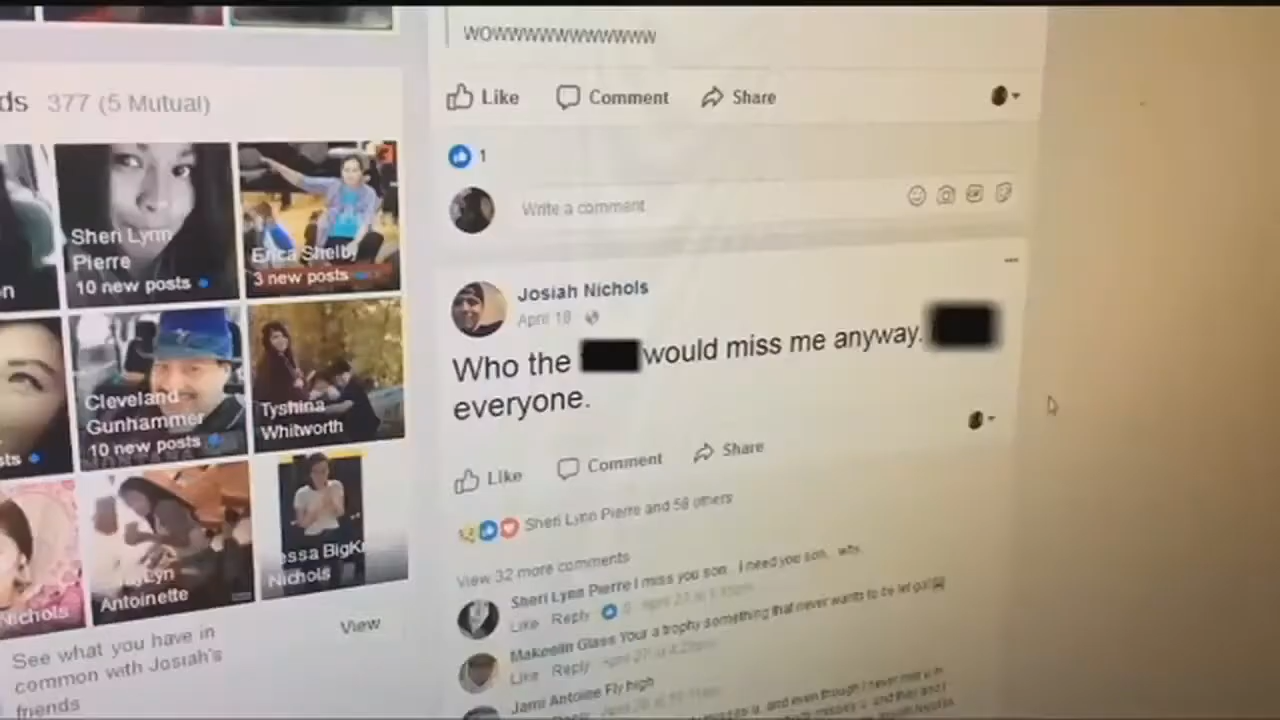 wowwwwwwwwwwww
Like Comment Share
ds 377 (5 Mutual)
1
Write a comment
Sheri Lynn
Pierre
10 new posts
Erica Shelby
3 new posts
n
Josiah Nichols
April 18
Who the would miss me anyway.
everyone.
Cleveland
Gunhammer
10 new posts
Tyshina
Whitworth
sts
Like Comment Share
Sheri Lynn Pierre and 58 others
View 32 more comments
Sheri Lynn Pierre I miss you son. I need you son.
Like Reply
Makeelin Glass Your a trophy something that never wants to be let go
Like Reply
Jami Antoine Fly high
Nichols
Lyn
Antoinette
essa BigK
Nichols
See what you have in
common with Josiah's
friends
View